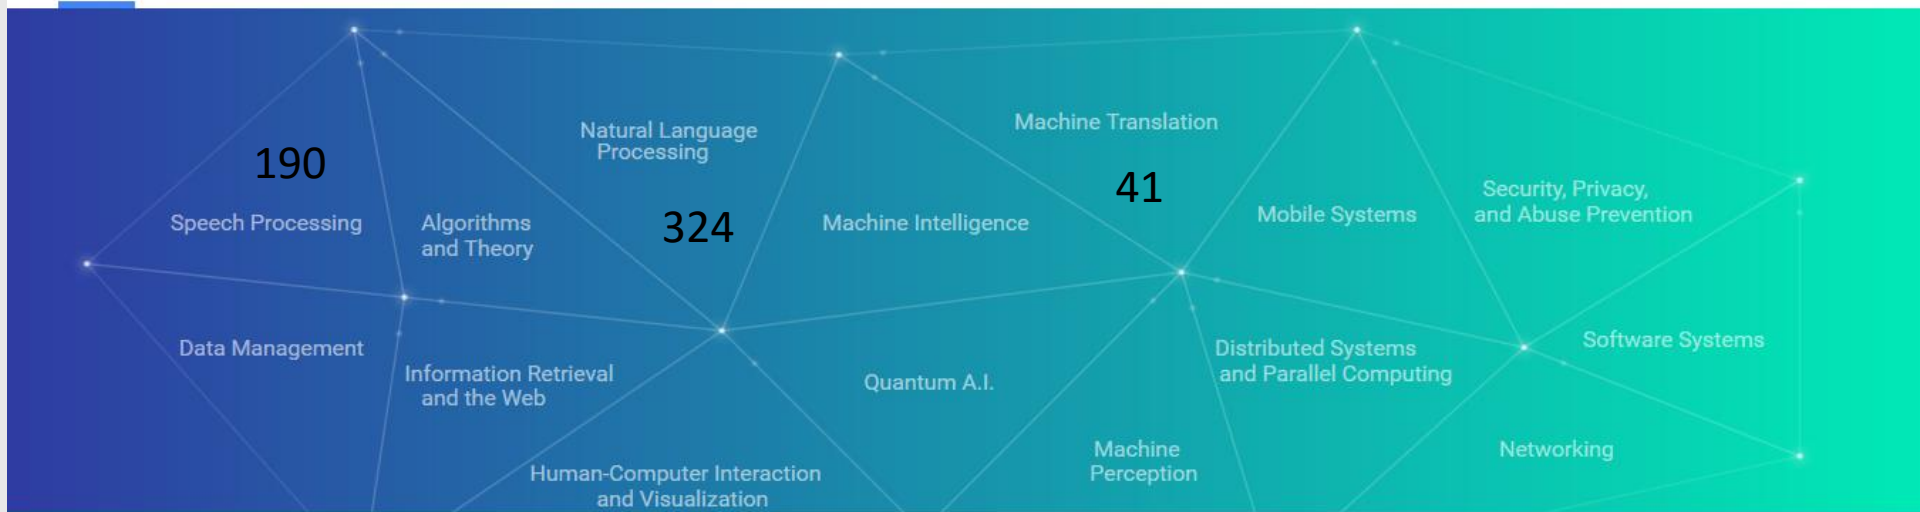 Natural Language
Processing
Machine Translation
190
41
Security, Privacy,
and Abuse Prevention
Speech Processing
Algorithms
and Theory
324
Machine Intelligence
Mobile Systems
Data Management
Information Retrieval
and the Web
Quantum A.I.
Distributed Systems
and Parallel Computing
Software Systems
Human-Computer Interaction
and Visualization
Machine
Perception
Networking